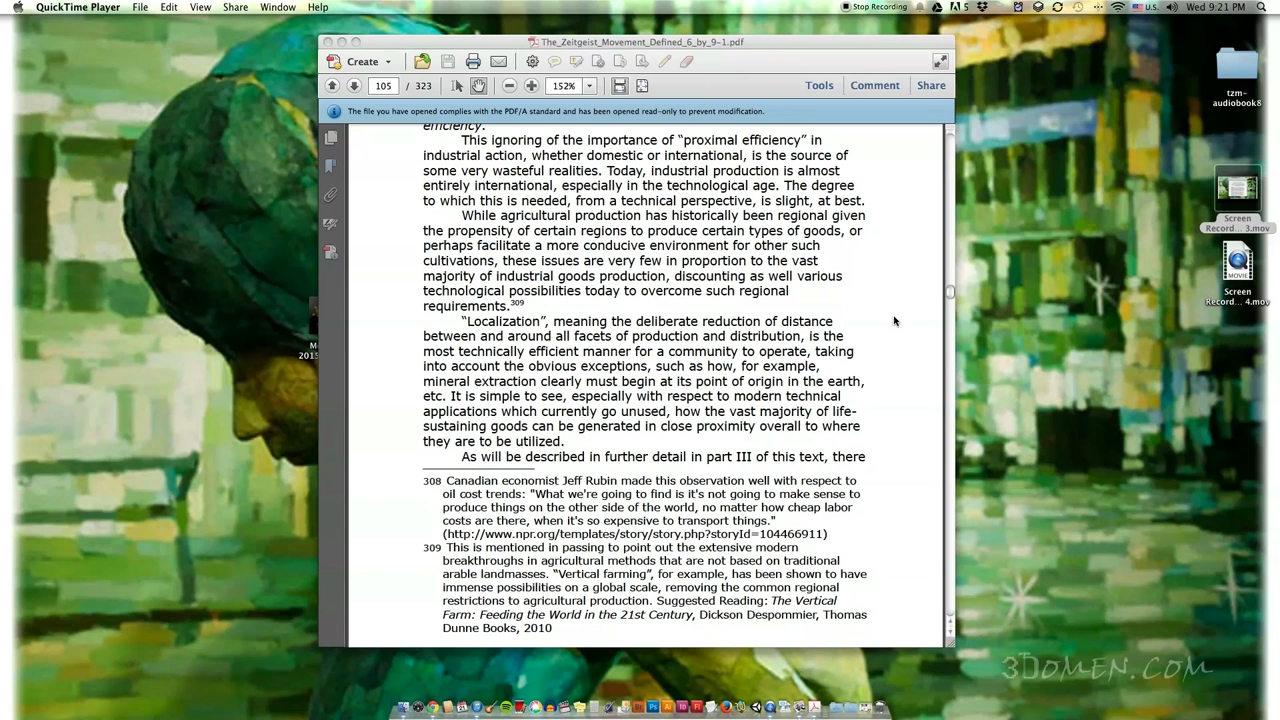 QuickTime Player File Edit View Share Window Help Stop Recording 5 U.S. Wed 9:21 PM
The_Zeitgeist_Movement_Defined_6_by_9-1.pdf
Create
105 / 323 152% Tools Comment Share
The file you have opened complies with the PDF/A standard and has been opened read-only to prevent modification.
efficiency.
This ignoring of the importance of “proximal efficiency” in
industrial action, whether domestic or international, is the source of
some very wasteful realities. Today, industrial production is almost
entirely international, especially in the technological age. The degree
to which this is needed, from a technical perspective, is slight, at best.
While agricultural production has historically been regional given
the propensity of certain regions to produce certain types of goods, or
perhaps facilitate a more conducive environment for other such
cultivations, these issues are very few in proportion to the vast
majority of industrial goods production, discounting as well various
technological possibilities today to overcome such regional
requirements.309
“Localization”, meaning the deliberate reduction of distance
between and around all facets of production and distribution, is the
most technically efficient manner for a community to operate, taking
into account the obvious exceptions, such as how, for example,
mineral extraction clearly must begin at its point of origin in the earth,
etc. It is simple to see, especially with respect to modern technical
applications which currently go unused, how the vast majority of life-
sustaining goods can be generated in close proximity overall to where
they are to be utilized.
As will be described in further detail in part III of this text, there
308 Canadian economist Jeff Rubin made this observation well with respect to
oil cost trends: "What we're going to find is it's not going to make sense to
produce things on the other side of the world, no matter how cheap labor
costs are there, when it's so expensive to transport things."
(http://www.npr.org/templates/story/story.php?storyId=104466911)
309 This is mentioned in passing to point out the extensive modern
breakthroughs in agricultural methods that are not based on traditional
arable landmasses. “Vertical farming”, for example, has been shown to have
immense possibilities on a global scale, removing the common regional
restrictions to agricultural production. Suggested Reading: The Vertical
Farm: Feeding the World in the 21st Century, Dickson Despommier, Thomas
Dunne Books, 2010
tzm-
audiobook8
Screen
Record... 3.mov
MOVIE
Screen
Record... 4.mov
3DOMEN.COM